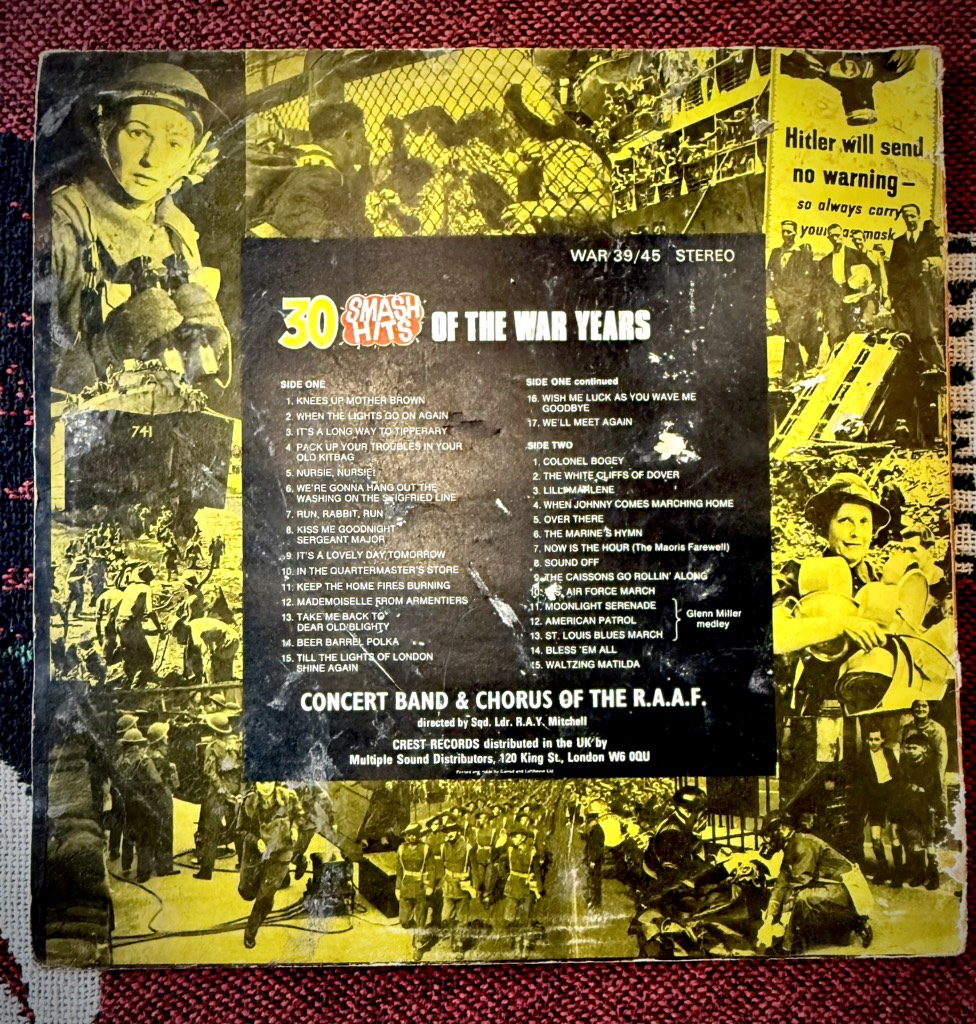 Hitler will send
no warning—
so always carry
your gas mask
741
WAR 39/45 STEREO
30 SMASH HITS OF THE WAR YEARS
SIDE ONE
1. KNEES UP MOTHER BROWN
2. WHEN THE LIGHTS GO ON AGAIN
3. IT'S A LONG WAY TO TIPPERARY
4 PACK UP YOUR TROUBLES IN YOUR
OLD KITBAG
5. NURSIE, NURSIE!
6. WE'RE GONNA HANG OUT THE
WASHING ON THE SEIGFRIED LINE
7. RUN, RABBIT, RUN
8. KISS ME GOODNIGHT
SERGEANT MAJOR
9. IT'S A LOVELY DAY TOMORROW
10. IN THE QUARTERMASTER'S STORE
11. KEEP THE HOME FIRES BURNING
12. MADEMOISELLE FROM ARMENTIERS
13. TAKE ME BACK TO
DEAR OLD BLIGHTY
14. BEER BARREL POLKA
15. TILL THE LIGHTS OF LONDON
SHINE AGAIN
SIDE ONE continued
16. WISH ME LUCK AS YOU WAVE ME
GOODBYE
17. WE'LL MEET AGAIN
SIDE TWO
1. COLONEL BOGEY
2. THE WHITE CLIFFS OF DOVER
3. LILLI MARLENE
4. WHEN JOHNNY COMES MARCHING HOME
5. OVER THERE
6. THE MARINE'S HYMN
7. NOW IS THE HOUR (The Maoris Farewell)
8. SOUND OFF
9. THE CAISSONS GO ROLLIN' ALONG
10. U.S. AIR FORCE MARCH
11. MOONLIGHT SERENADE
12. AMERICAN PATROL
13. ST. LOUIS BLUES MARCH
Glenn Miller
medley
14. BLESS 'EM ALL
15. WALTZING MATILDA
CONCERT BAND & CHORUS OF THE R.A.A.F.
directed by Sqd. Ldr. R.A.Y. Mitchell
CREST RECORDS distributed in the UK by
Multiple Sound Distributors, 120 King St., London W6 0QU